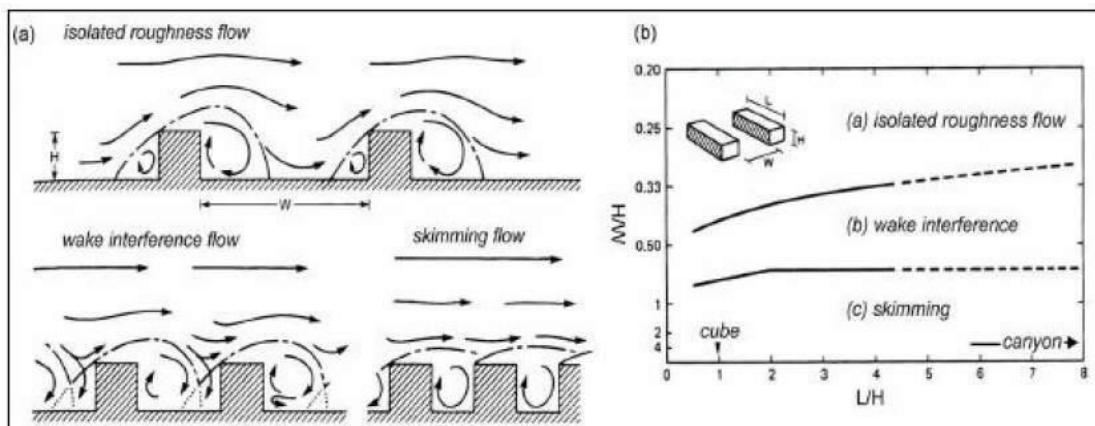 (a)
isolated roughness flow
H
W
wake interference flow
skimming flow
(b)
0.20
0.25
0.33
0.50
1
2
4
L
H
W
(a) isolated roughness flow
(b) wake interference
(c) skimming
cube
canyon
0 1 2 3 4 5 6 7 8
L/H